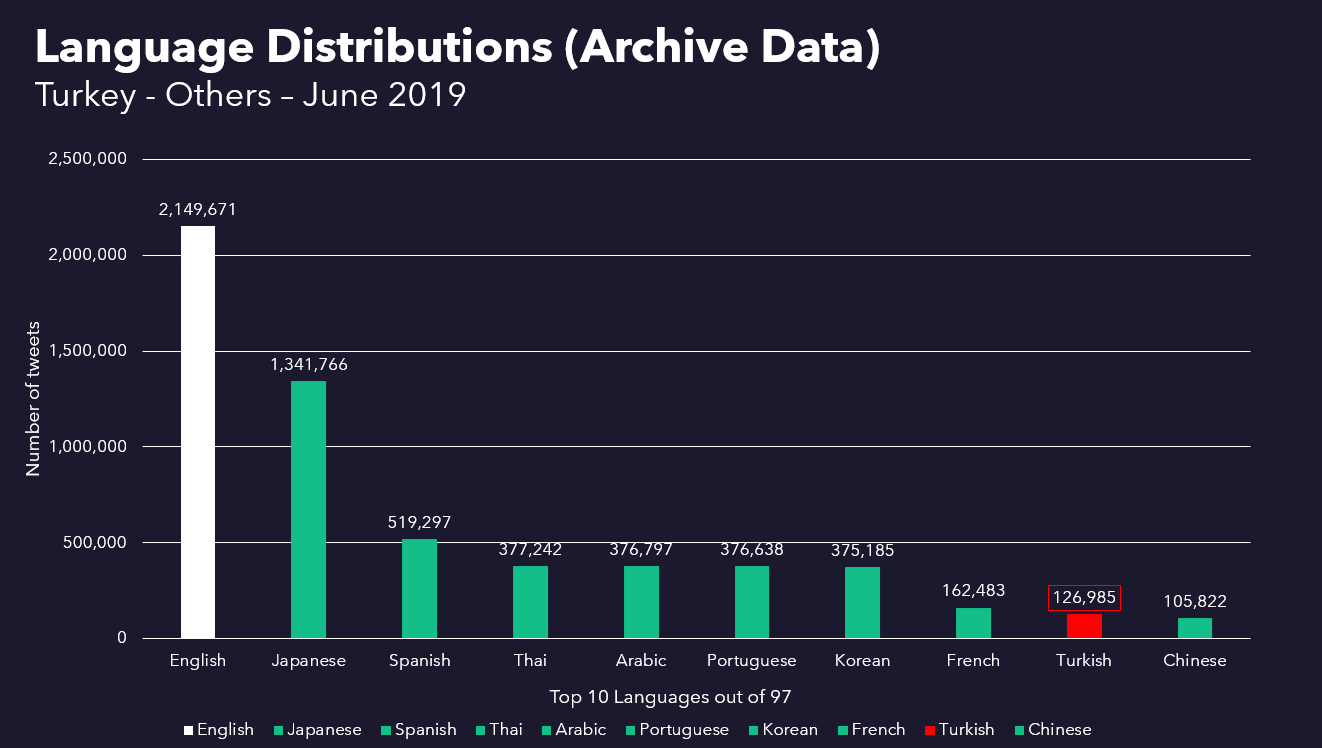 Language Distributions (Archive Data)
Turkey - Others – June 2019
Number of tweets
2,500,000
2,000,000
1,500,000
1,000,000
500,000
0
2,149,671
1,341,766
519,297
377,242
376,797
376,638
375,185
162,483
126,985
105,822
English Japanese Spanish Thai Arabic Portuguese Korean French Turkish Chinese
Top 10 Languages out of 97
English Japanese Spanish Thai Arabic Portuguese Korean French Turkish Chinese